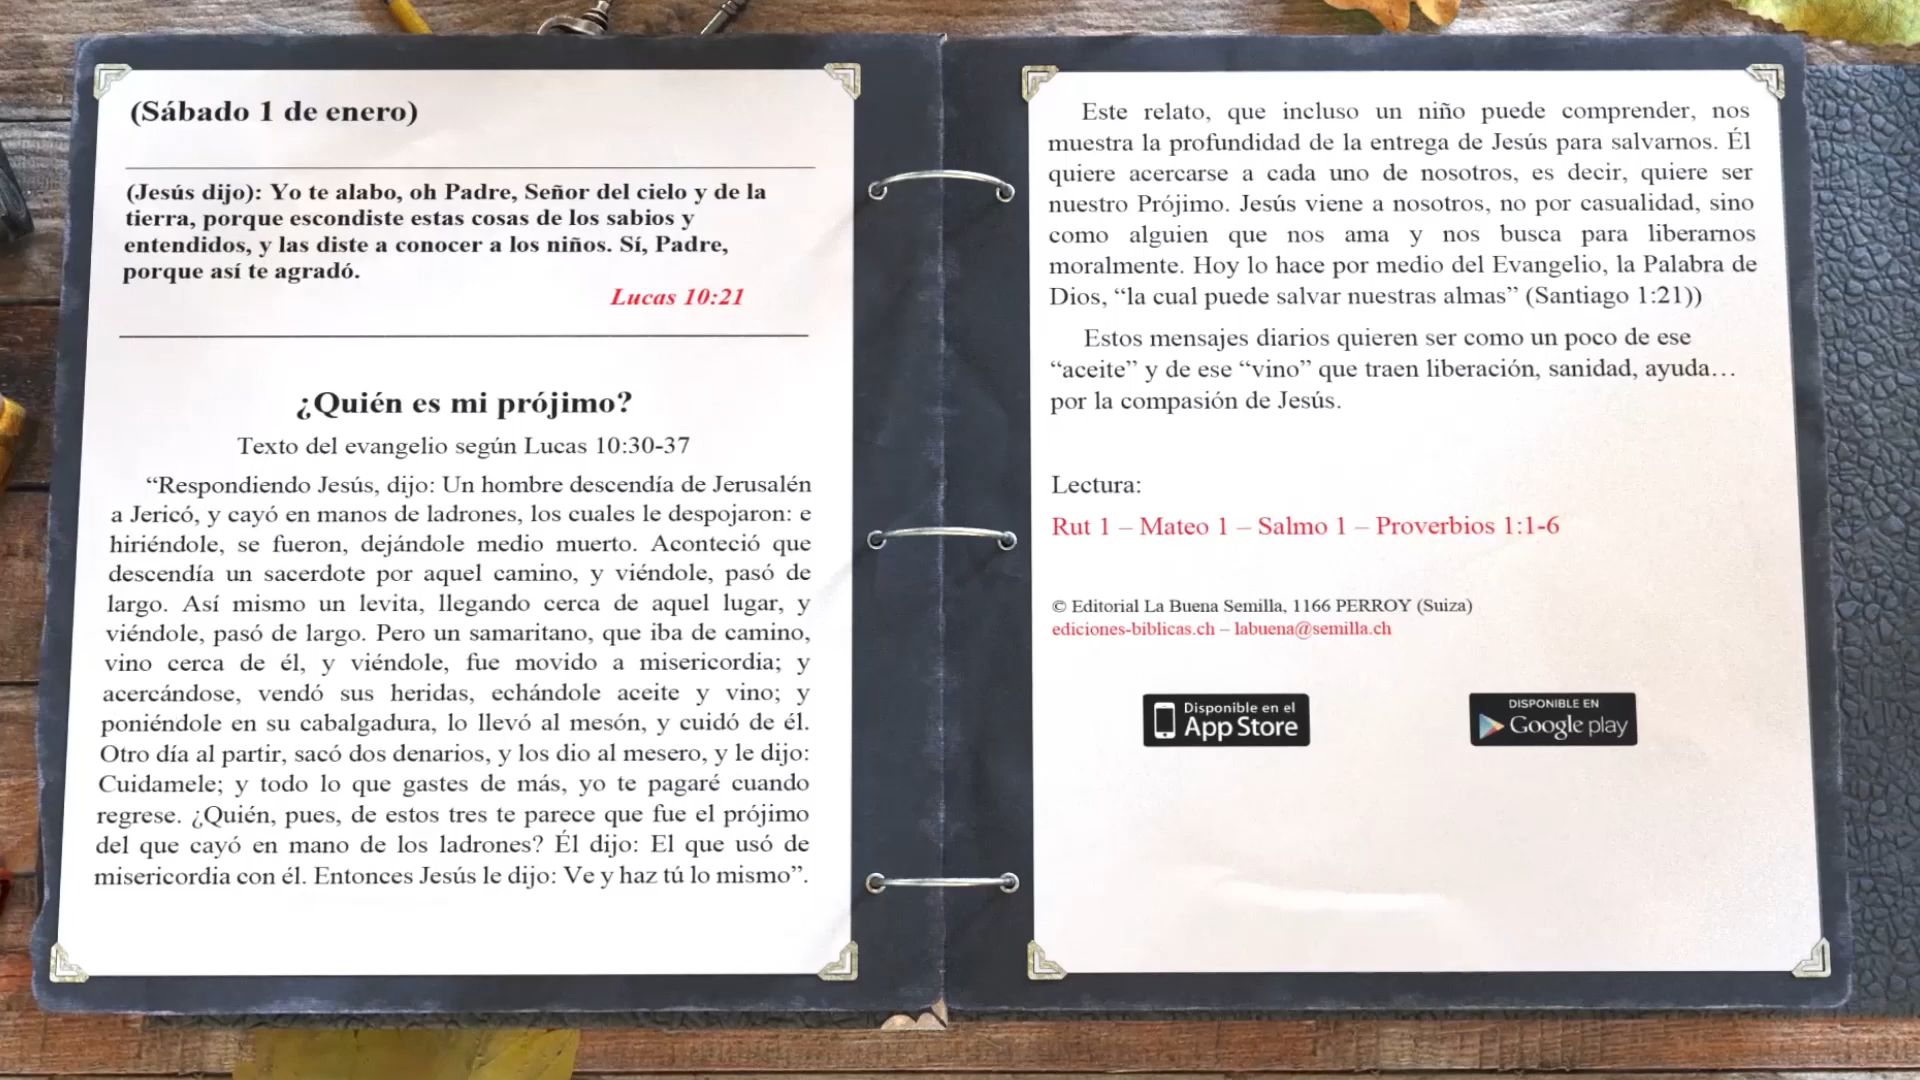 (Sábado 1 de enero)
(Jesús dijo): Yo te alabo, oh Padre, Señor del cielo y de la
tierra, porque escondiste estas cosas de los sabios y
entendidos, y las diste a conocer a los niños. Sí, Padre,
porque así te agradó.
Lucas 10:21
¿Quién es mi prójimo?
Texto del evangelio según Lucas 10:30-37
“Respondiendo Jesús, dijo: Un hombre descendía de Jerusalén
a Jericó, y cayó en manos de ladrones, los cuales le despojaron: e
hiriéndole, se fueron, dejándole medio muerto. Aconteció que
descendía un sacerdote por aquel camino, y viéndole, pasó de
largo. Así mismo un levita, llegando cerca de aquel lugar, y
viéndole, pasó de largo. Pero un samaritano, que iba de camino,
vino cerca de él, y viéndole, fue movido a misericordia; y
acercándose, vendó sus heridas, echándole aceite y vino; y
poniéndole en su cabalgadura, lo llevó al mesón, y cuidó de él.
Otro día al partir, sacó dos denarios, y los dio al mesero, y le dijo:
Cuidamele; y todo lo que gastes de más, yo te pagaré cuando
regrese. ¿Quién, pues, de estos tres te parece que fue el prójimo
del que cayó en mano de los ladrones? Él dijo: El que usó de
misericordia con él. Entonces Jesús le dijo: Ve y haz tú lo mismo”.
Este relato, que incluso un niño puede comprender, nos
muestra la profundidad de la entrega de Jesús para salvarnos. Él
quiere acercarse a cada uno de nosotros, es decir, quiere ser
nuestro Prójimo. Jesús viene a nosotros, no por casualidad, sino
como alguien que nos ama y nos busca para liberarnos
moralmente. Hoy lo hace por medio del Evangelio, la Palabra de
Dios, “la cual puede salvar nuestras almas” (Santiago 1:21))
Estos mensajes diarios quieren ser como un poco de ese
“aceite” y de ese “vino” que traen liberación, sanidad, ayuda…
por la compasión de Jesús.
Lectura:
Rut 1 – Mateo 1 – Salmo 1 – Proverbios 1:1-6
© Editorial La Buena Semilla, 1166 PERROY (Suiza)
ediciones-biblicas.ch – labuena@semilla.ch
Disponible en el
App Store
DISPONIBLE EN
Google play